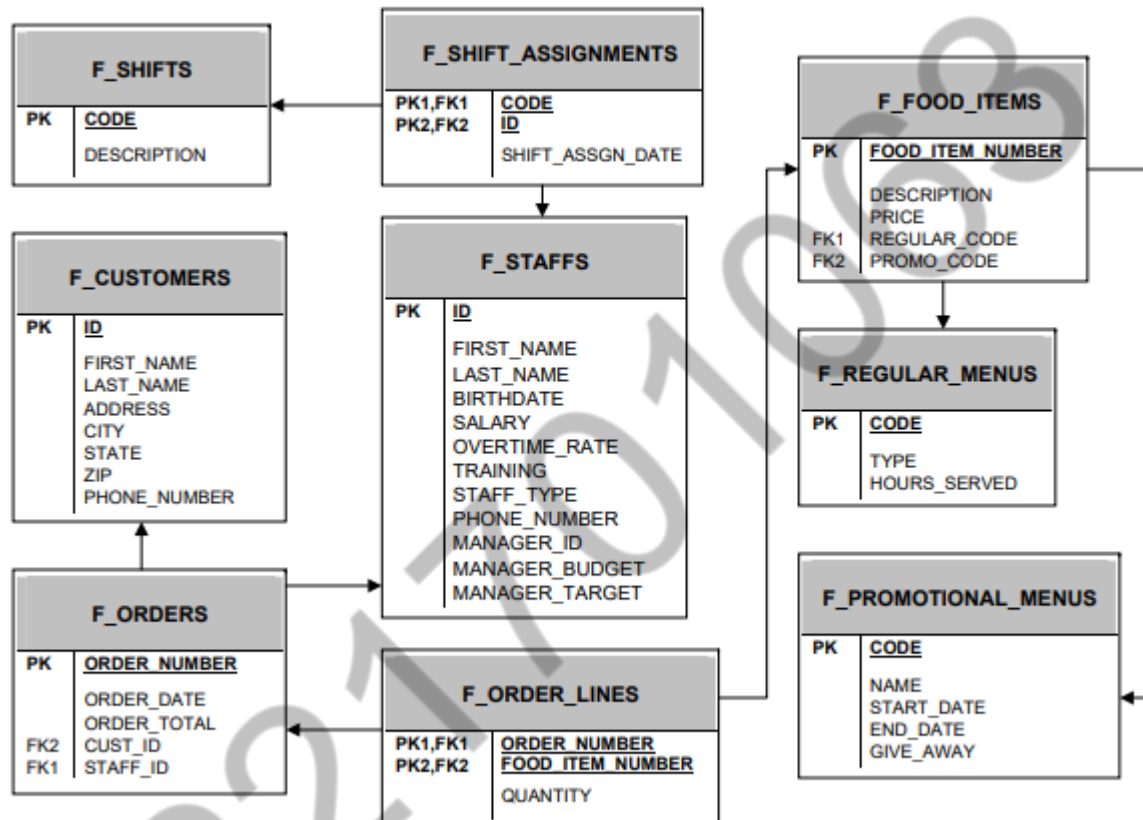 F_SHIFTS
PK CODE
DESCRIPTION
F_SHIFT_ASSIGNMENTS
PK1,FK1 CODE
PK2,FK2 ID
SHIFT_ASSGN_DATE
F_FOOD_ITEMS
PK FOOD_ITEM_NUMBER
DESCRIPTION
PRICE
FK1 REGULAR_CODE
FK2 PROMO_CODE
F_CUSTOMERS
PK ID
FIRST_NAME
LAST_NAME
ADDRESS
CITY
STATE
ZIP
PHONE_NUMBER
F_STAFFS
PK ID
FIRST_NAME
LAST_NAME
BIRTHDATE
SALARY
OVERTIME_RATE
TRAINING
STAFF_TYPE
PHONE_NUMBER
MANAGER_ID
MANAGER_BUDGET
MANAGER_TARGET
F_REGULAR_MENUS
PK CODE
TYPE
HOURS_SERVED
F_ORDERS
PK ORDER_NUMBER
ORDER_DATE
ORDER_TOTAL
FK2 CUST_ID
FK1 STAFF_ID
F_ORDER_LINES
PK1,FK1 ORDER_NUMBER
PK2,FK2 FOOD_ITEM_NUMBER
QUANTITY
F_PROMOTIONAL_MENUS
PK CODE
NAME
START_DATE
END_DATE
GIVE_AWAY